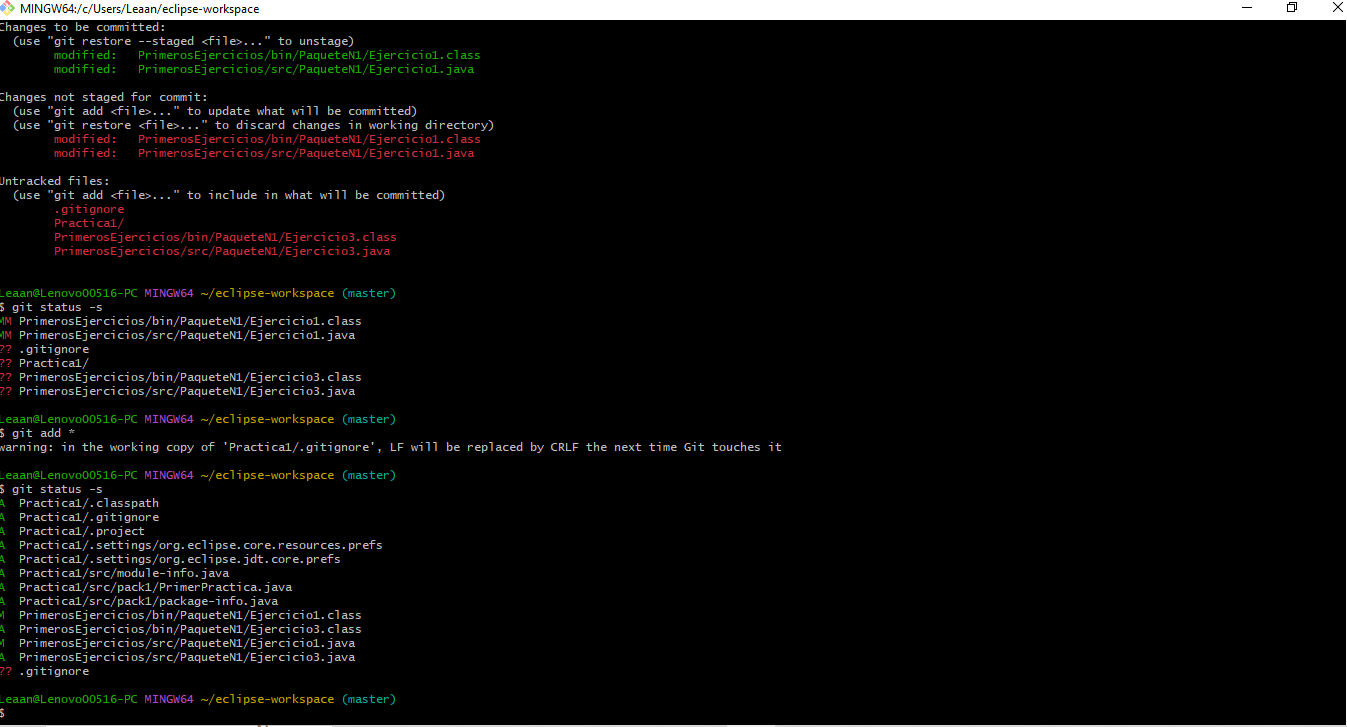 MINGW64:/c/Users/Leaan/eclipse-workspace
Changes to be committed:
  (use "git restore --staged <file>..." to unstage)
        modified:   PrimerosEjercicios/bin/PaqueteN1/Ejercicio1.class
        modified:   PrimerosEjercicios/src/PaqueteN1/Ejercicio1.java

Changes not staged for commit:
  (use "git add <file>..." to update what will be committed)
  (use "git restore <file>..." to discard changes in working directory)
        modified:   PrimerosEjercicios/bin/PaqueteN1/Ejercicio1.class
        modified:   PrimerosEjercicios/src/PaqueteN1/Ejercicio1.java

Untracked files:
  (use "git add <file>..." to include in what will be committed)
        .gitignore
        Practica1/
        PrimerosEjercicios/bin/PaqueteN1/Ejercicio3.class
        PrimerosEjercicios/src/PaqueteN1/Ejercicio3.java

Leaan@Lenovo00516-PC MINGW64 ~/eclipse-workspace (master)
$ git status -s
MM PrimerosEjercicios/bin/PaqueteN1/Ejercicio1.class
MM PrimerosEjercicios/src/PaqueteN1/Ejercicio1.java
?? .gitignore
?? Practica1/
?? PrimerosEjercicios/bin/PaqueteN1/Ejercicio3.class
?? PrimerosEjercicios/src/PaqueteN1/Ejercicio3.java

Leaan@Lenovo00516-PC MINGW64 ~/eclipse-workspace (master)
$ git add *
warning: in the working copy of 'Practica1/.gitignore', LF will be replaced by CRLF the next time Git touches it

Leaan@Lenovo00516-PC MINGW64 ~/eclipse-workspace (master)
$ git status -s
A  Practica1/.classpath
A  Practica1/.gitignore
A  Practica1/.project
A  Practica1/.settings/org.eclipse.core.resources.prefs
A  Practica1/.settings/org.eclipse.jdt.core.prefs
A  Practica1/src/module-info.java
A  Practica1/src/pack1/PrimerPractica.java
A  Practica1/src/pack1/package-info.java
M  PrimerosEjercicios/bin/PaqueteN1/Ejercicio1.class
A  PrimerosEjercicios/bin/PaqueteN1/Ejercicio3.class
M  PrimerosEjercicios/src/PaqueteN1/Ejercicio1.java
A  PrimerosEjercicios/src/PaqueteN1/Ejercicio3.java
?? .gitignore

Leaan@Lenovo00516-PC MINGW64 ~/eclipse-workspace (master)
$